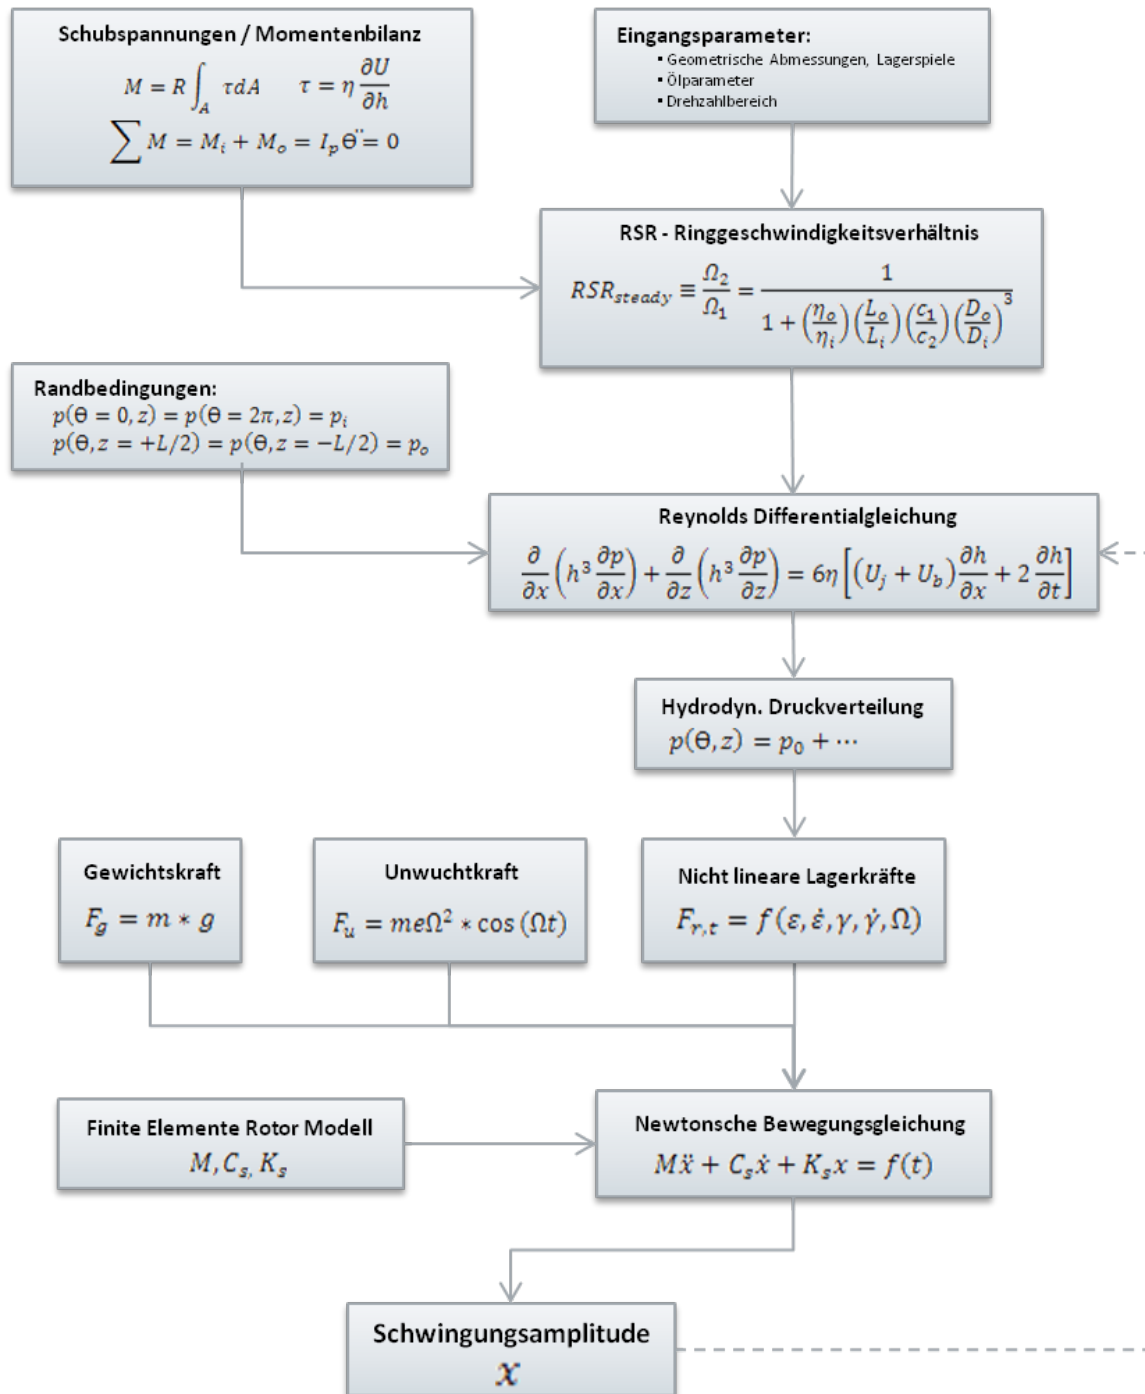 Schubspannungen / Momentenbilanz
M = R ∫_A τdA   τ = η ∂U/∂h
∑ M = M_i + M_o = I_p Θ̈ = 0
Eingangsparameter:
▪ Geometrische Abmessungen, Lagerspiele
▪ Ölparameter
▪ Drehzahlbereich
RSR - Ringgeschwindigkeitsverhältnis
RSR_steady ≡ Ω_2/Ω_1 = 1/(1 + (η_o/η_i)(L_o/L_i)(c_1/c_2)(D_o/D_i)^3)
Randbedingungen:
p(Θ = 0, z) = p(Θ = 2π, z) = p_i
p(Θ, z = +L/2) = p(Θ, z = −L/2) = p_o
Reynolds Differentialgleichung
∂/∂x (h^3 ∂p/∂x) + ∂/∂z (h^3 ∂p/∂z) = 6η [(U_j + U_b) ∂h/∂x + 2 ∂h/∂t]
Hydrodyn. Druckverteilung
p(Θ, z) = p_0 + ⋯
Gewichtskraft
F_g = m * g
Unwuchtkraft
F_u = meΩ^2 * cos (Ωt)
Nicht lineare Lagerkräfte
F_r,t = f(ε, ε̇, γ, γ̇, Ω)
Finite Elemente Rotor Modell
M, C_s, K_s
Newtonsche Bewegungsgleichung
Mẍ + C_s ẋ + K_s x = f(t)
Schwingungsamplitude
x